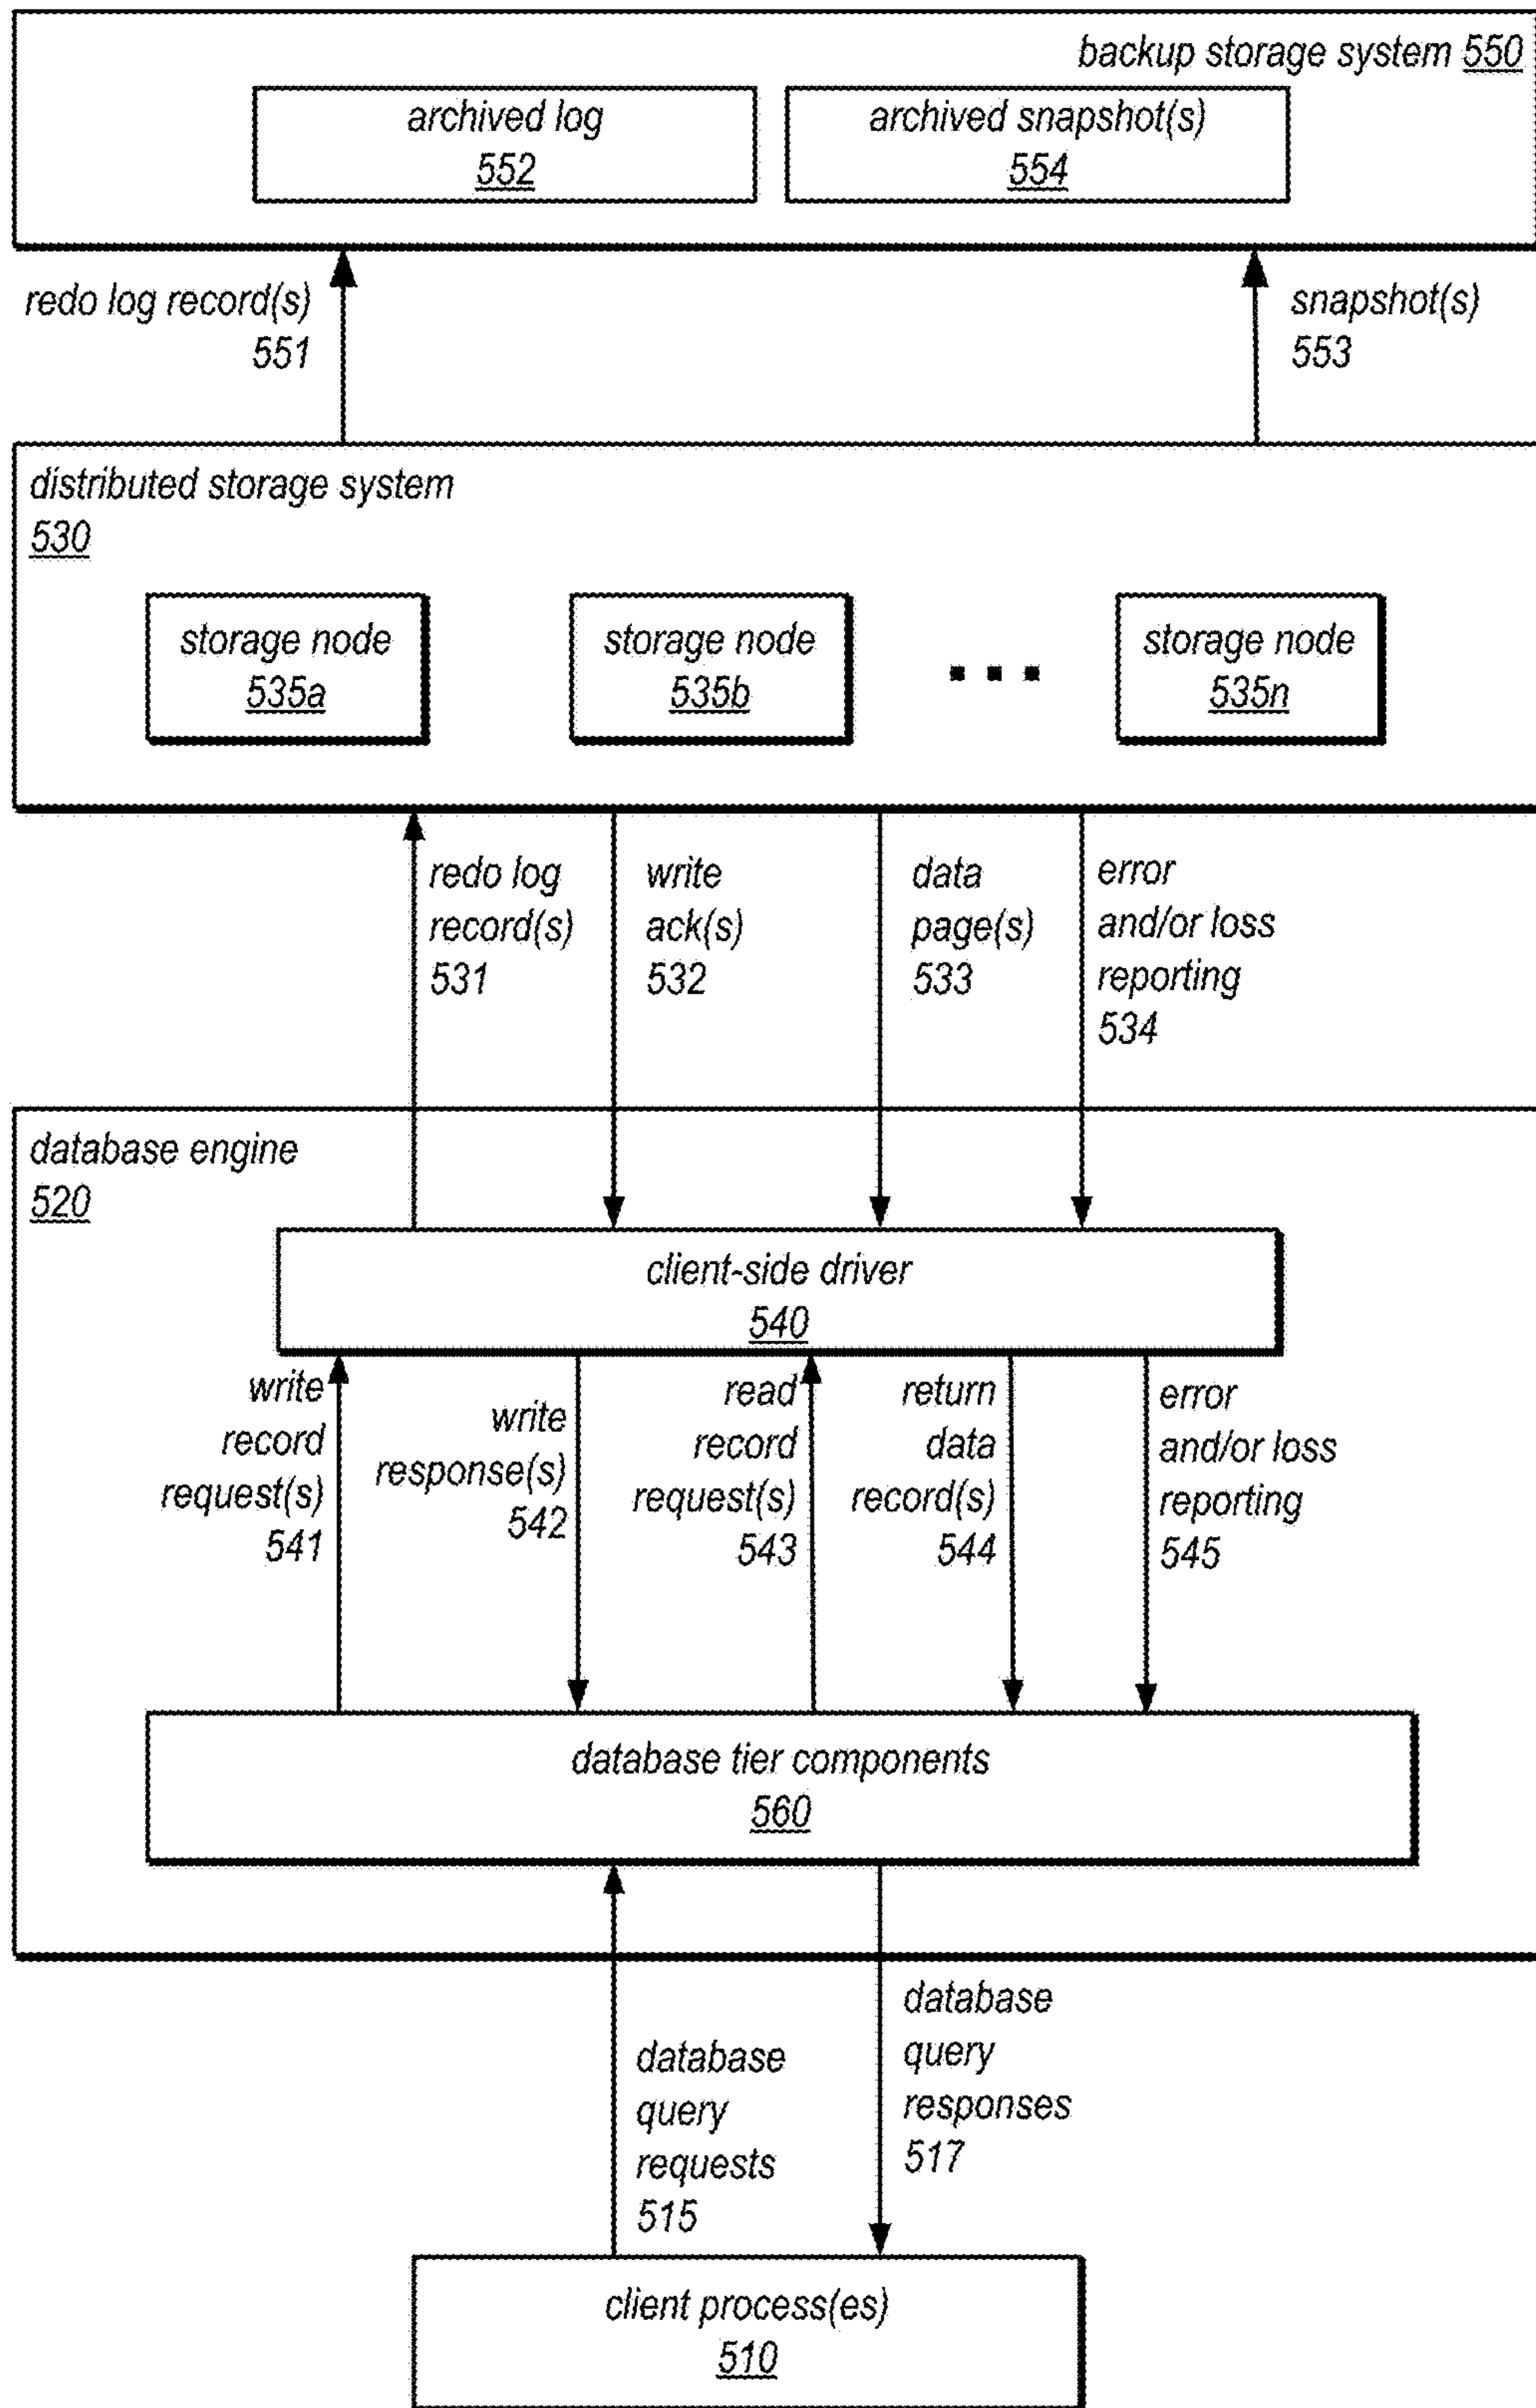 backup storage system 550
archived log
552
archived snapshot(s)
554
redo log record(s)
551
snapshot(s)
553
distributed storage system
530
storage node
535a
storage node
535b
storage node
535n
redo log
record(s)
531
write
ack(s)
532
data
page(s)
533
error
and/or loss
reporting
534
database engine
520
client-side driver
540
write
record
request(s)
541
write
response(s)
542
read
record
request(s)
543
return
data
record(s)
544
error
and/or loss
reporting
545
database tier components
560
database
query
requests
515
database
query
responses
517
client process(es)
510